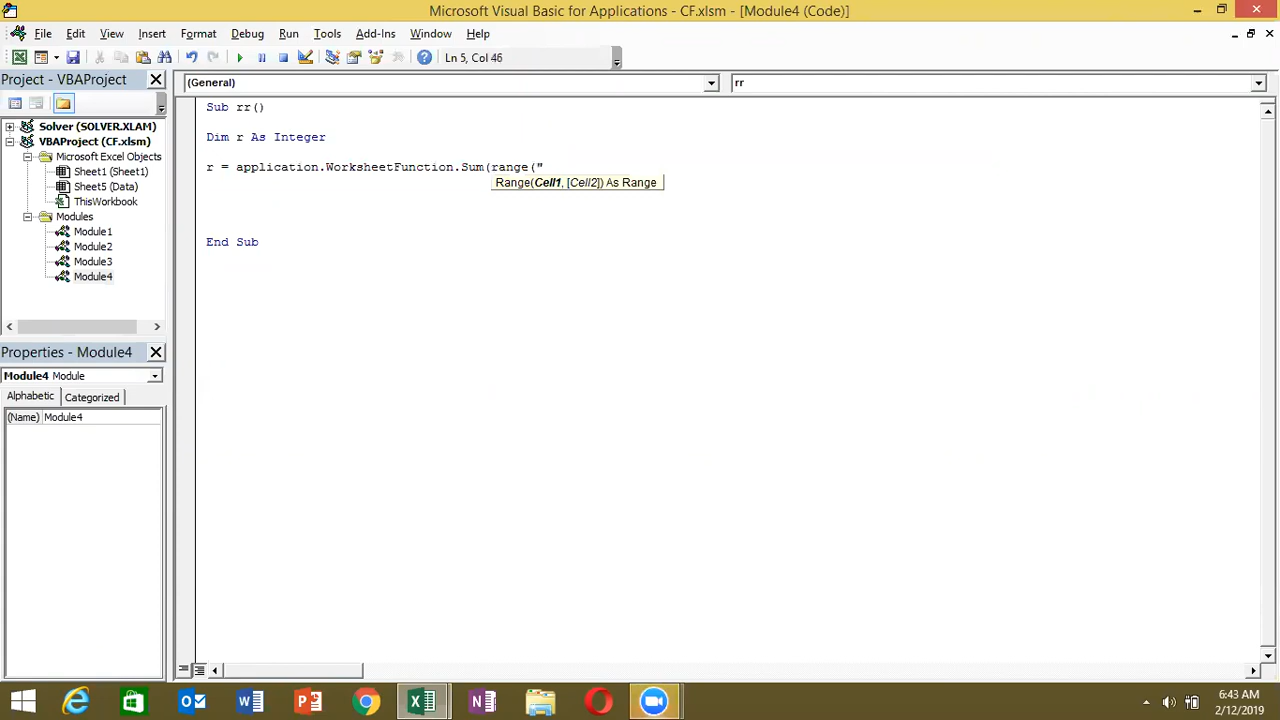 Microsoft Visual Basic for Applications - CF.xlsm - [Module4 (Code)]
File Edit View Insert Format Debug Run Tools Add-Ins Window Help
Ln 5, Col 46
Project - VBAProject
(General)
rr
Solver (SOLVER.XLAM)
VBAProject (CF.xlsm)
Microsoft Excel Objects
Sheet1 (Sheet1)
Sheet5 (Data)
ThisWorkbook
Modules
Module1
Module2
Module3
Module4
Properties - Module4
Module4 Module
Alphabetic Categorized
(Name) Module4
Sub rr()
Dim r As Integer
r = application.WorksheetFunction.Sum(range("
Range(Cell1, [Cell2]) As Range
End Sub
6:43 AM
2/12/2019